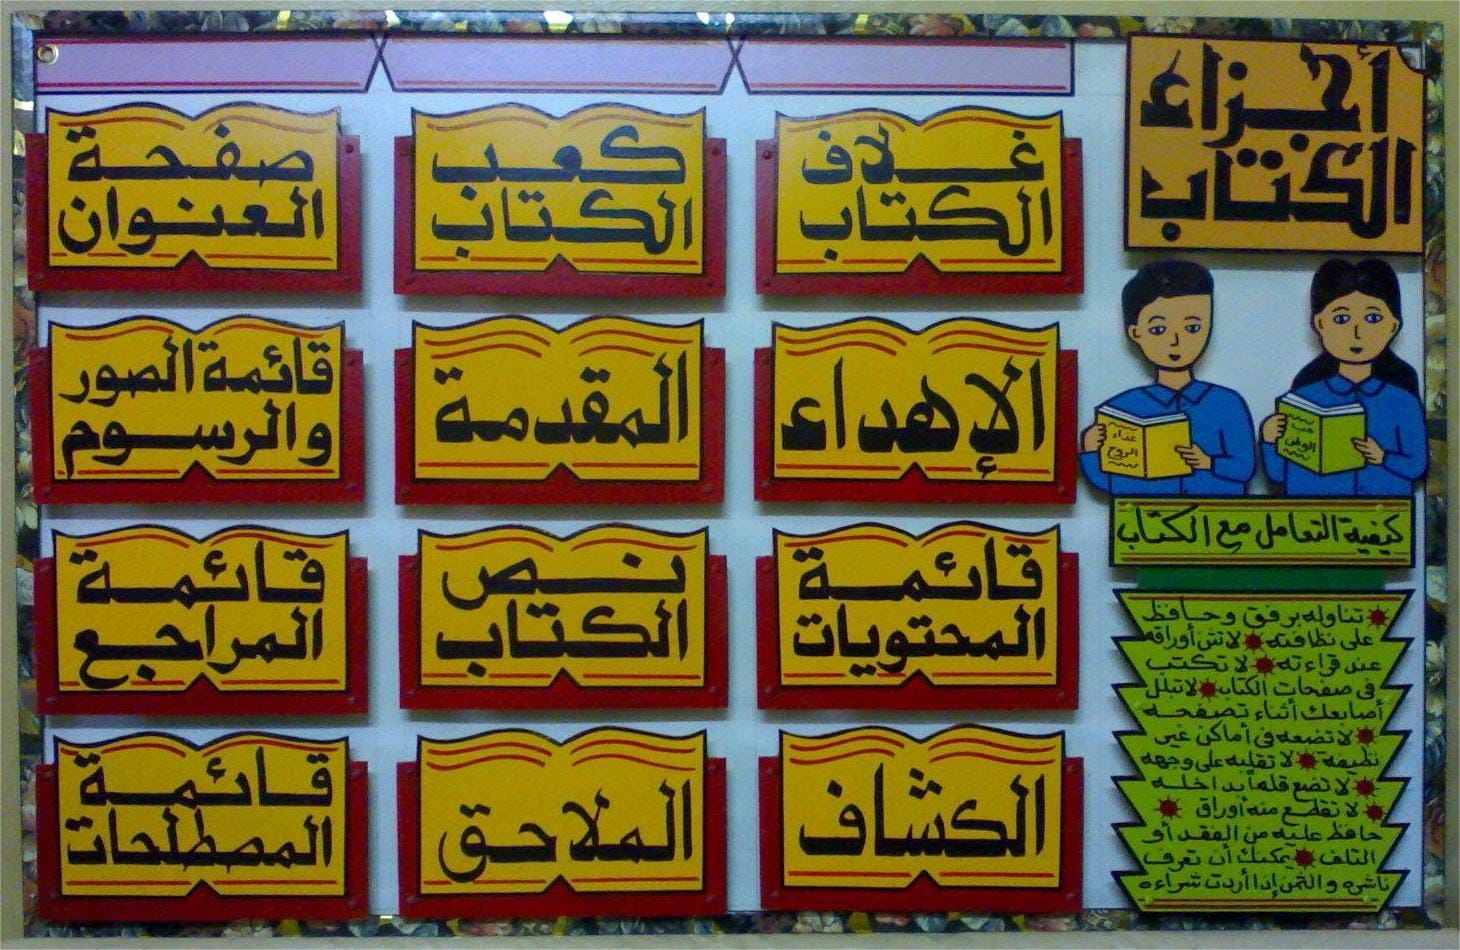 أجزاء
الكتاب
غلاف
الكتاب
كعب
الكتاب
صفحة
العنوان
الإهداء
المقدمة
قائمة الصور
والرسوم
قائمة
المحتويات
نص
الكتاب
قائمة
المراجع
الكشاف
الملاحق
قائمة
المصطلحات
غذاء
الروح
حب
الوطن
كيفية التعامل مع الكتاب
تناوله برفق وحافظ
على نظافته لا تثن أوراقه
عند قراءته لا تكتب
فى صفحات الكتاب لا تبلل
أصابعك أثناء تصفحه
لا تضعه فى أماكن غير
نظيفة لا تقلبه على وجهه
لا تضع قلماً بداخله
لا تقطع منه أوراق
حافظ عليه من الفقد أو
التلف يمكنك أن تعرف
ناشره والثمن إذا أردت شراءه